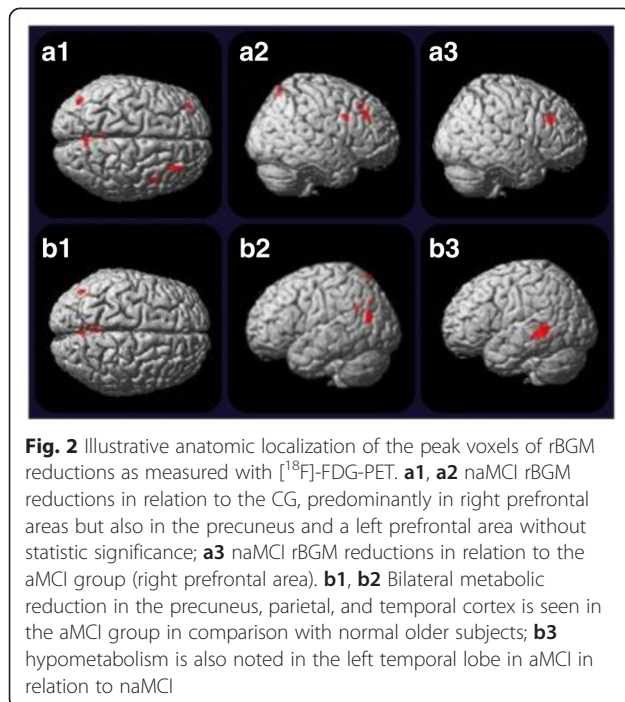 a1 a2 a3
b1 b2 b3
Fig. 2 Illustrative anatomic localization of the peak voxels of rBGM
reductions as measured with [¹⁸F]-FDG-PET. a1, a2 naMCI rBGM
reductions in relation to the CG, predominantly in right prefrontal
areas but also in the precuneus and a left prefrontal area without
statistic significance; a3 naMCI rBGM reductions in relation to the
aMCI group (right prefrontal area). b1, b2 Bilateral metabolic
reduction in the precuneus, parietal, and temporal cortex is seen in
the aMCI group in comparison with normal older subjects; b3
hypometabolism is also noted in the left temporal lobe in aMCI in
relation to naMCI